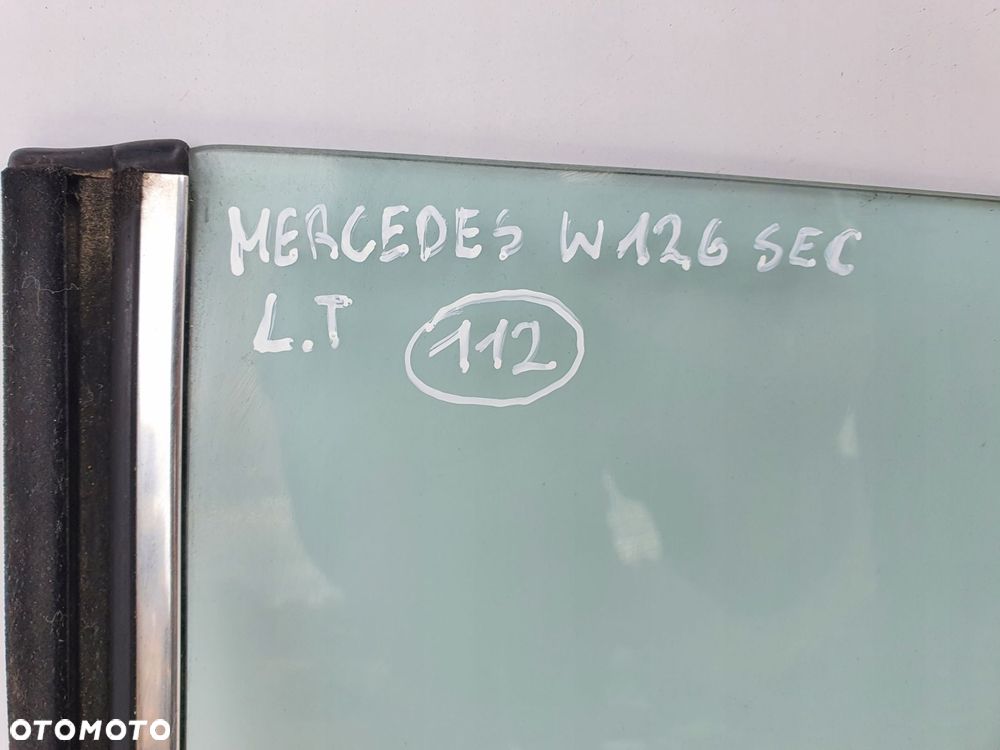 MERCEDES W126 SEC
L.T 112
OTOMOTO